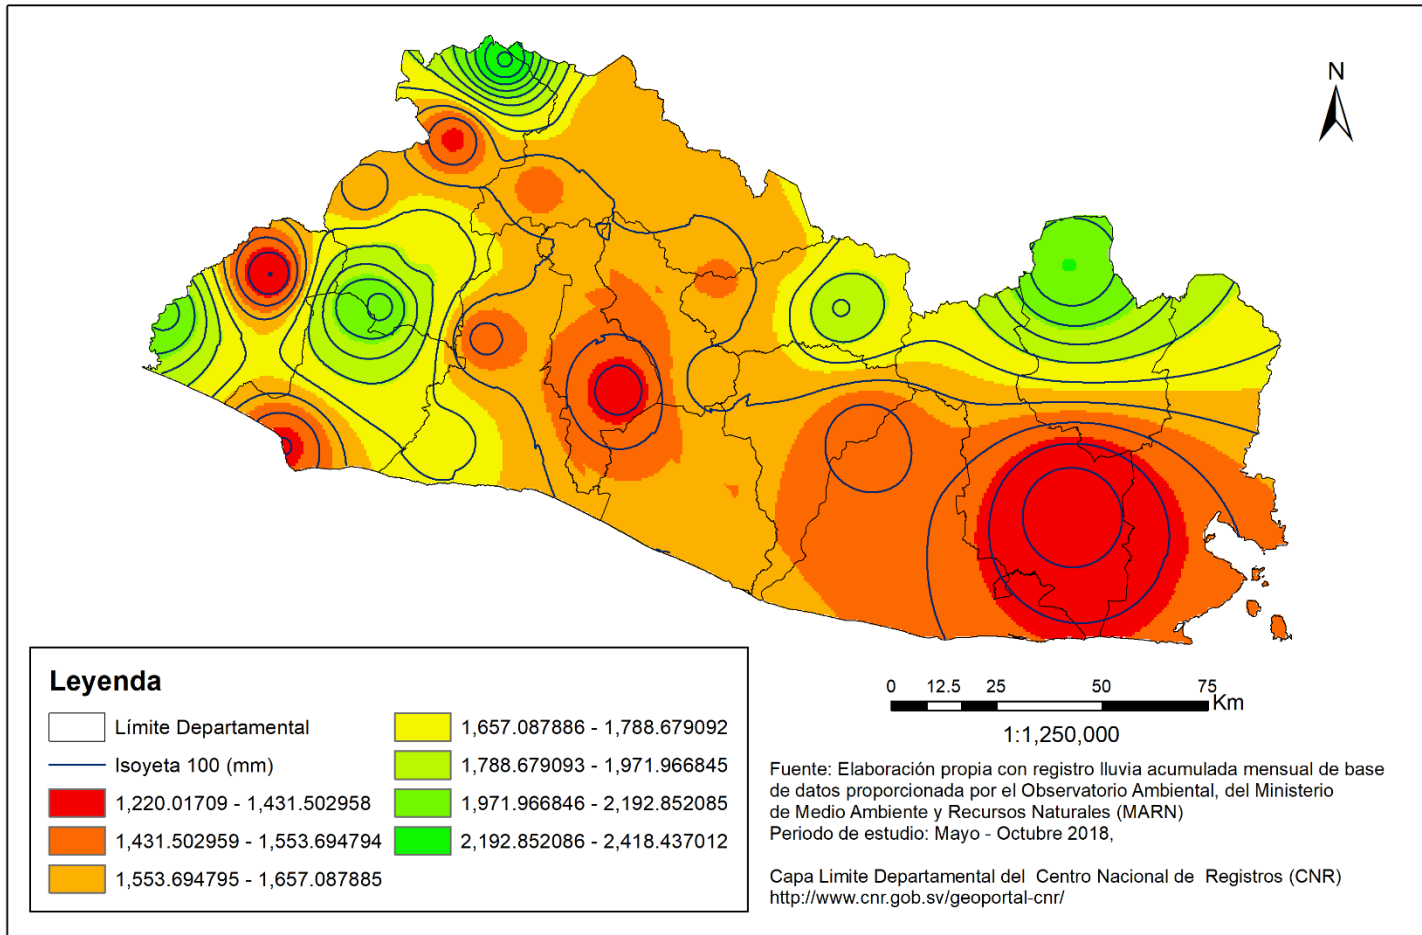 N
Leyenda
Límite Departamental
Isoyeta 100 (mm)
1,220.01709 - 1,431.502958
1,431.502959 - 1,553.694794
1,553.694795 - 1,657.087885
1,657.087886 - 1,788.679092
1,788.679093 - 1,971.966845
1,971.966846 - 2,192.852085
2,192.852086 - 2,418.437012
0 12.5 25 50 75
Km
1:1,250,000
Fuente: Elaboración propia con registro lluvia acumulada mensual de base
de datos proporcionada por el Observatorio Ambiental, del Ministerio
de Medio Ambiente y Recursos Naturales (MARN)
Periodo de estudio: Mayo - Octubre 2018,
Capa Limite Departamental del Centro Nacional de Registros (CNR)
http://www.cnr.gob.sv/geoportal-cnr/